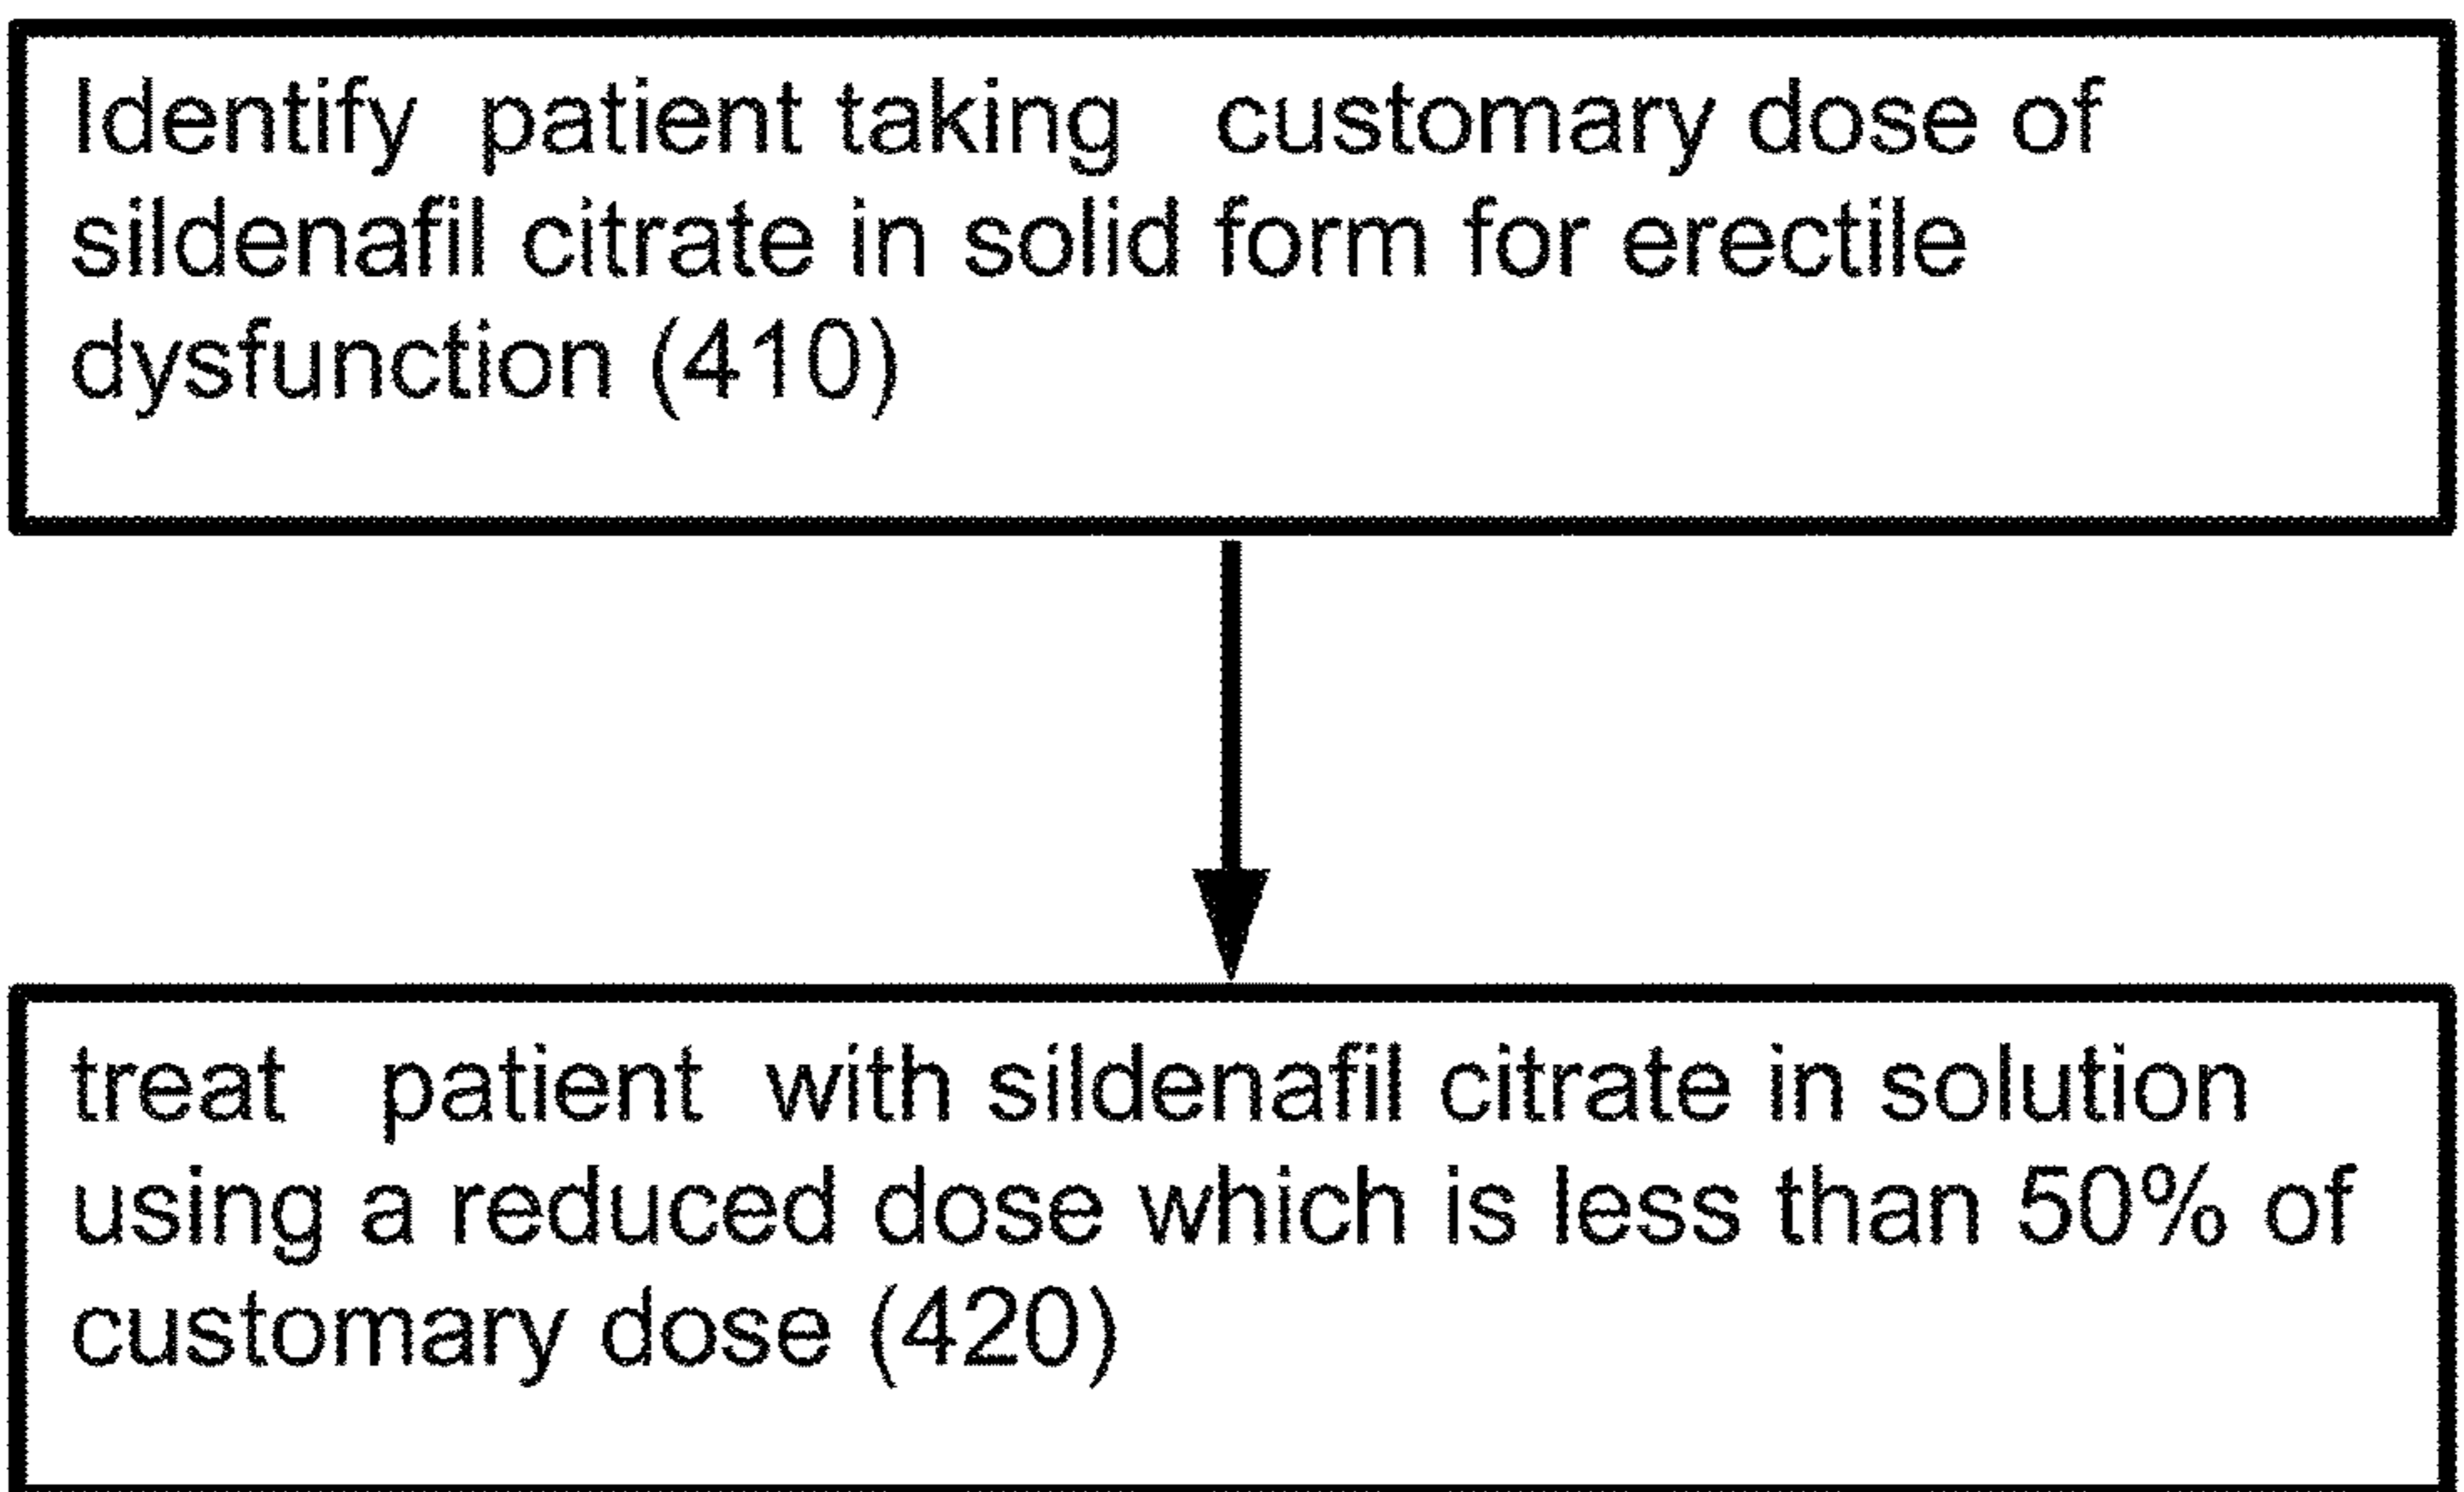 Identify patient taking customary dose of
sildenafil citrate in solid form for erectile
dysfunction (410)
treat patient with sildenafil citrate in solution
using a reduced dose which is less than 50% of
customary dose (420)